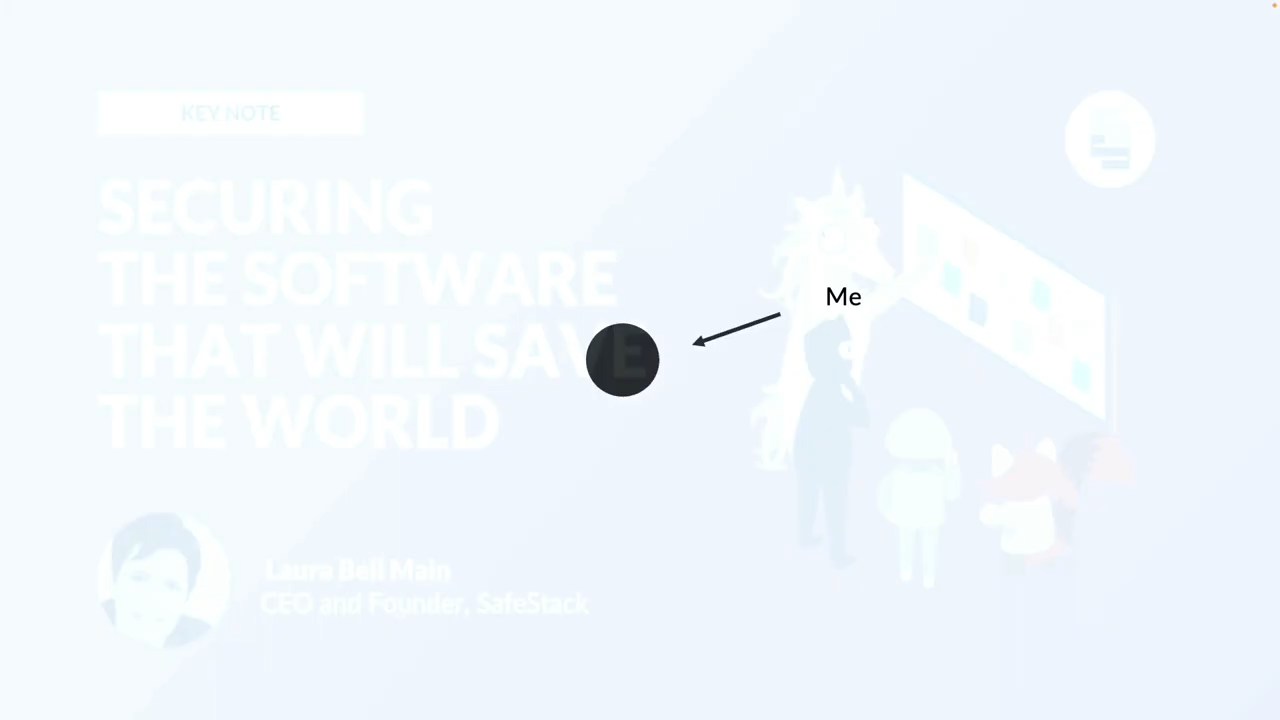 KEY NOTE
SECURING
THE SOFTWARE
THAT WILL SAVE
THE WORLD
Me
Laura Bell Main
CEO and Founder, SafeStack